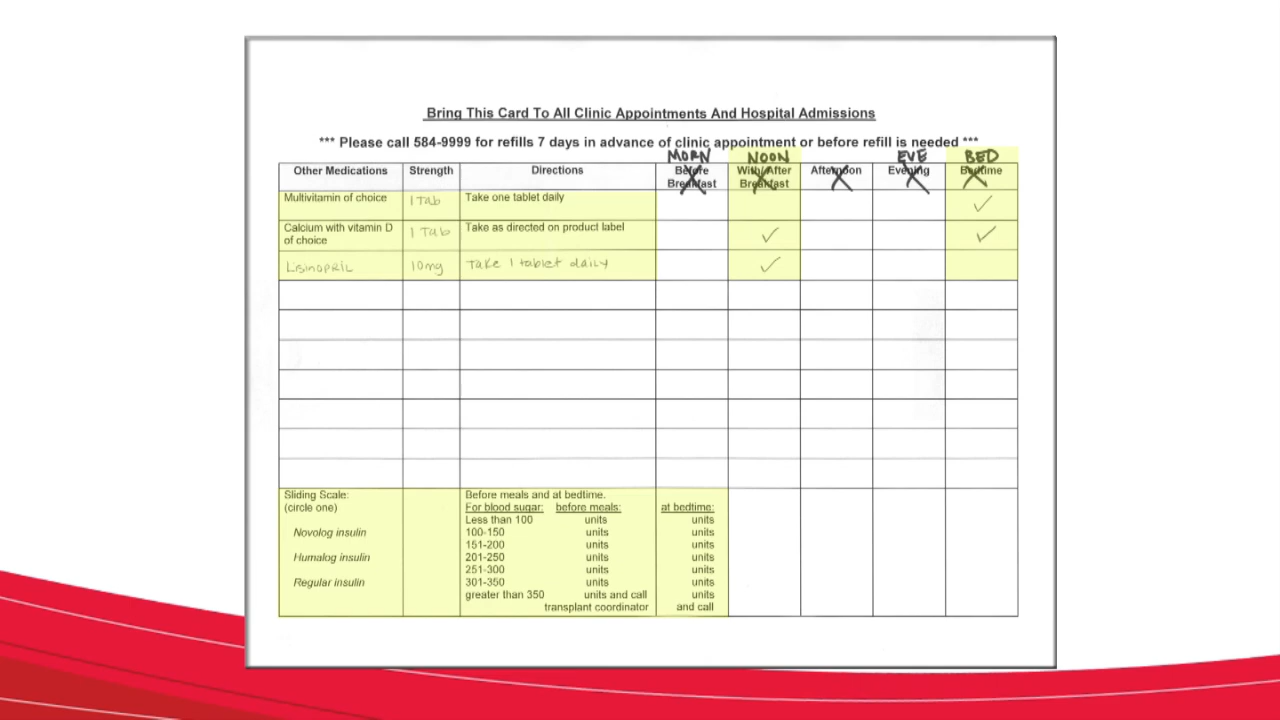 Bring This Card To All Clinic Appointments And Hospital Admissions
*** Please call 584-9999 for refills 7 days in advance of clinic appointment or before refill is needed ***
MORN NOON EVE BED
Other Medications Strength Directions Before Breakfast With/After Breakfast Afternoon Evening Bedtime
Multivitamin of choice 1 Tab Take one tablet daily ✓
Calcium with vitamin D of choice 1 Tab Take as directed on product label ✓ ✓
Lisinopril 10mg Take 1 tablet daily ✓
Sliding Scale: Before meals and at bedtime.
(circle one) For blood sugar: before meals: at bedtime:
Less than 100 units units
Novolog insulin 100-150 units units
151-200 units units
Humalog insulin 201-250 units units
251-300 units units
Regular insulin 301-350 units units
greater than 350 units and call units
transplant coordinator and call